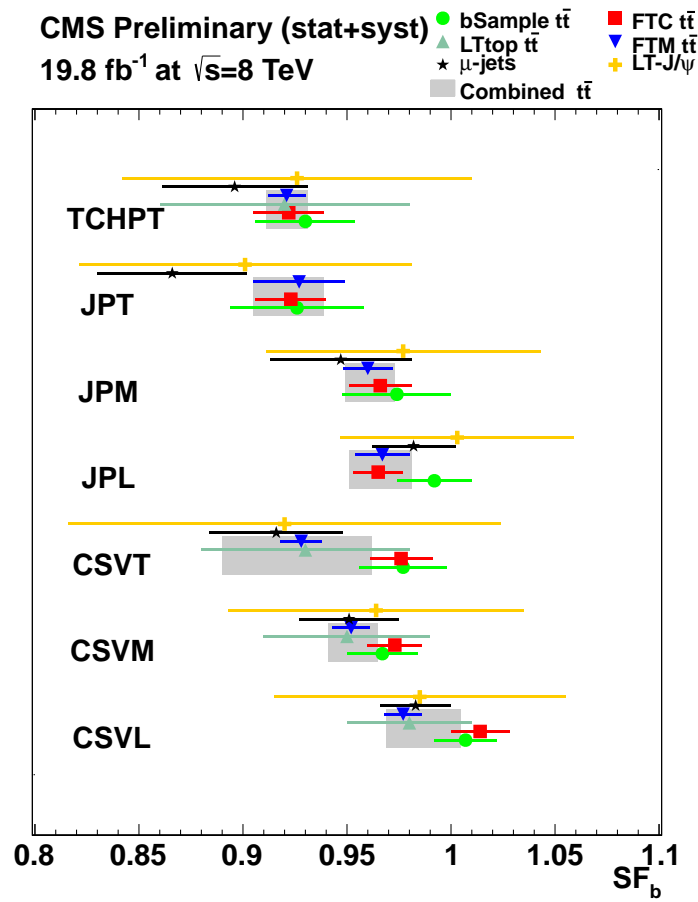 CMS Preliminary (stat+syst)
19.8 fb⁻¹ at √s=8 TeV
bSample tt̄
FTC tt̄
LTtop tt̄
FTM tt̄
μ-jets
LT-J/ψ
Combined tt̄
TCHPT
JPT
JPM
JPL
CSVT
CSVM
CSVL
0.8 0.85 0.9 0.95 1 1.05 1.1
SF_b